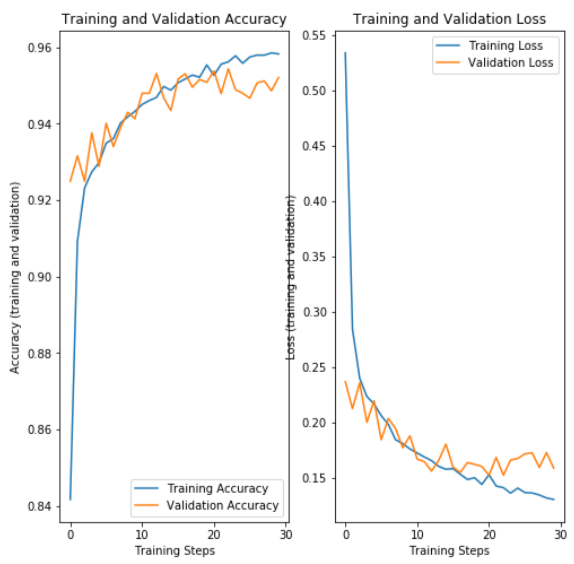 Training and Validation Accuracy
Accuracy (training and validation)
0.96
0.94
0.92
0.90
0.88
0.86
0.84
Training Accuracy
Validation Accuracy
0
10
20
30
Training Steps
Training and Validation Loss
Loss (training and validation)
0.55
0.50
0.45
0.40
0.35
0.30
0.25
0.20
0.15
Training Loss
Validation Loss
0
10
20
30
Training Steps